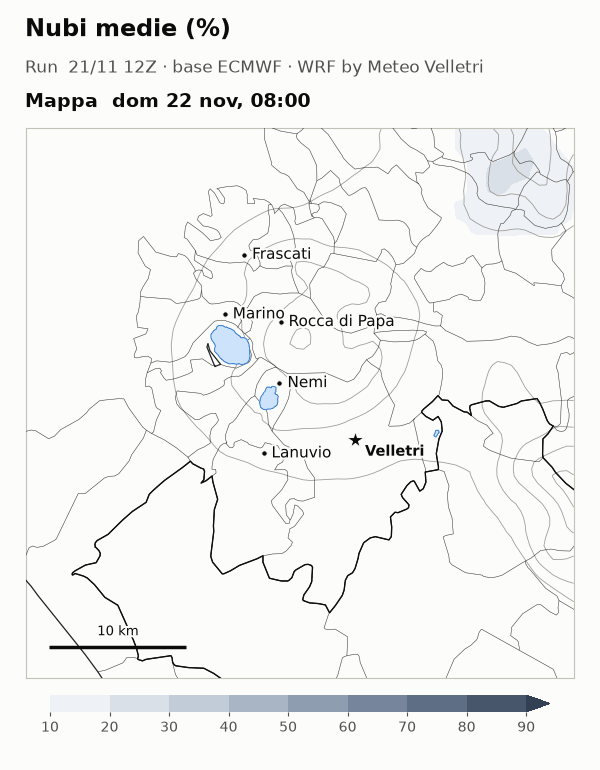 Nubi medie (%)
Run  21/11 12Z · base ECMWF · WRF by Meteo Velletri
Mappa  dom 22 nov, 08:00
Frascati
Marino
Rocca di Papa
Nemi
Lanuvio
Velletri
10 km
10 20 30 40 50 60 70 80 90